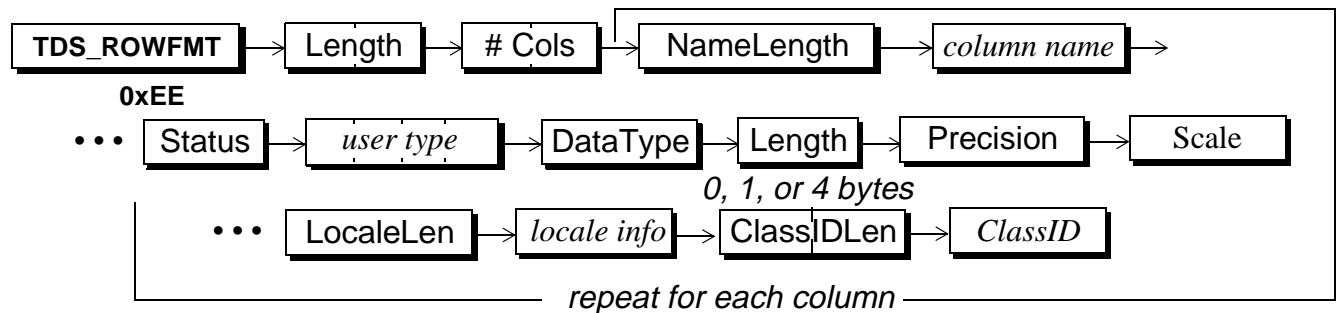 TDS_ROWFMT Length # Cols NameLength column name
0xEE
••• Status user type DataType Length Precision Scale
0, 1, or 4 bytes
••• LocaleLen locale info ClassIDLen ClassID
repeat for each column